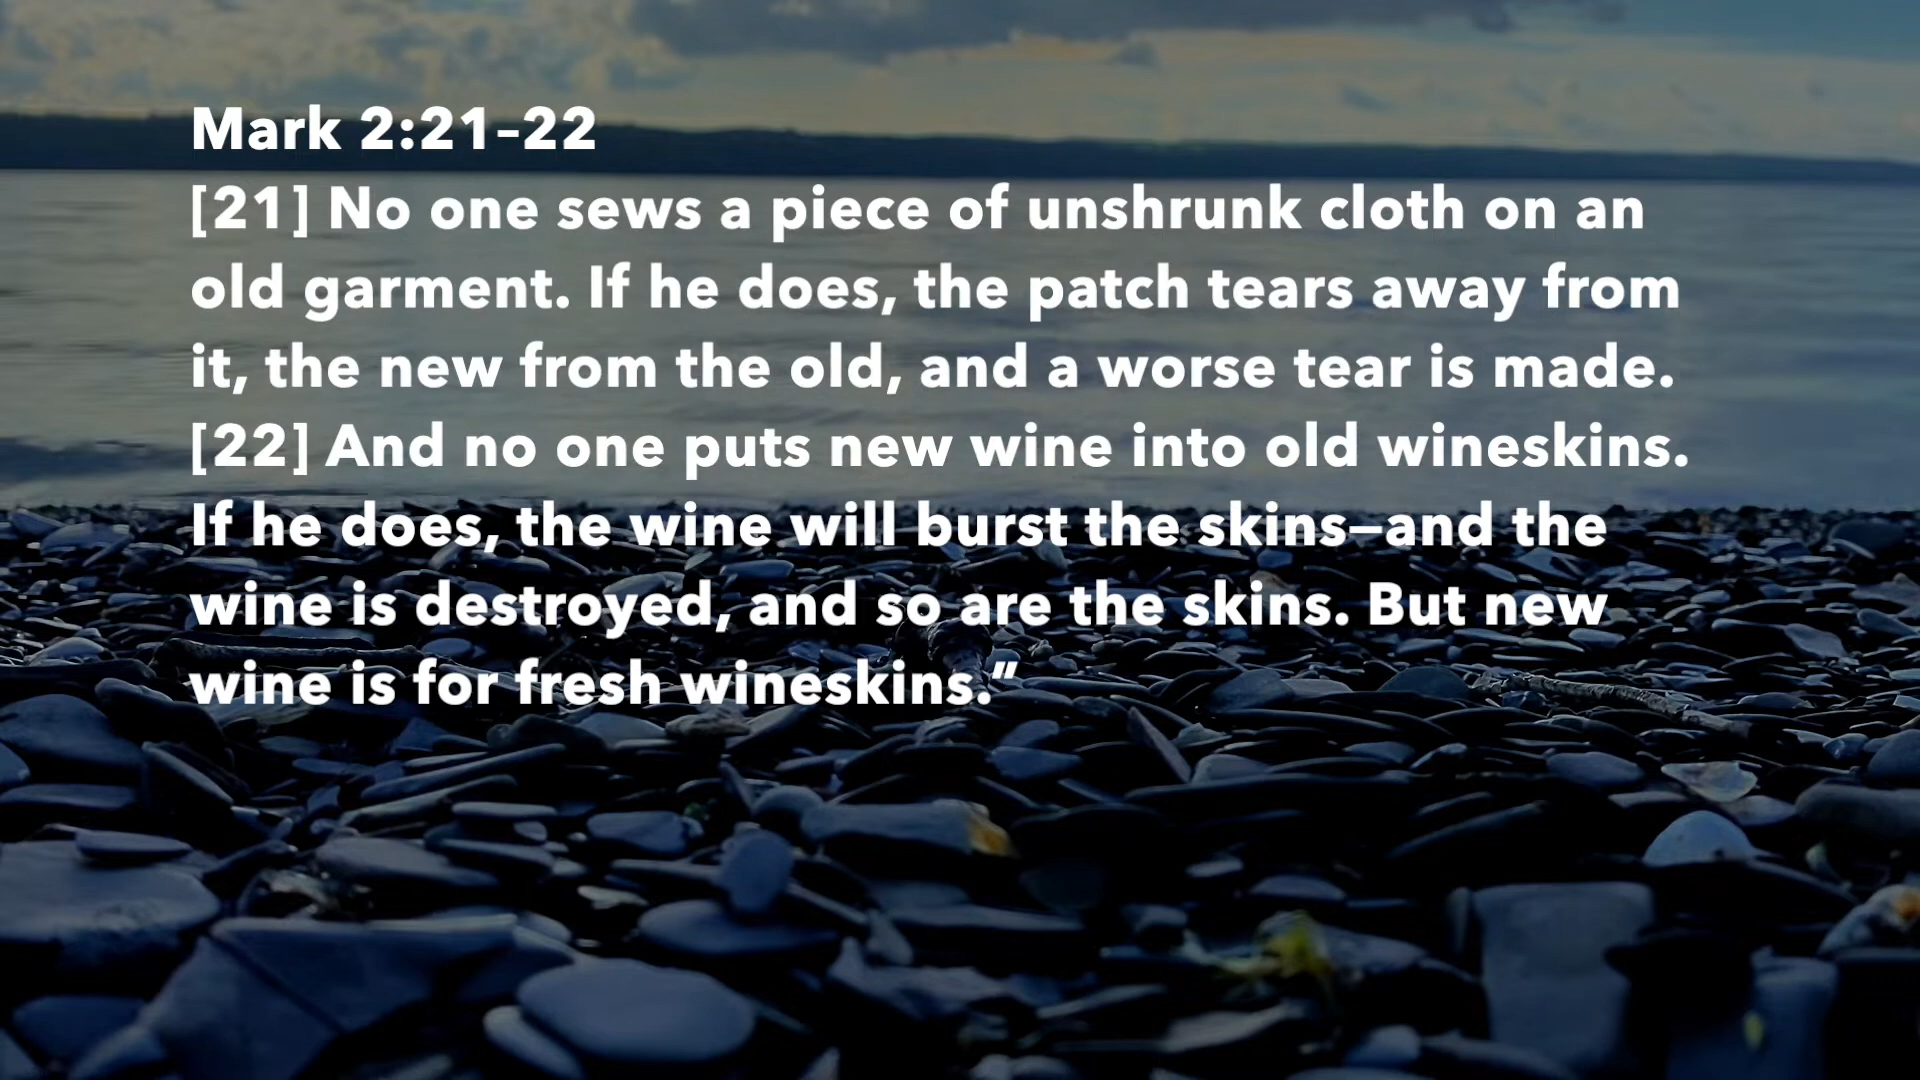 Mark 2:21–22
[21] No one sews a piece of unshrunk cloth on an
old garment. If he does, the patch tears away from
it, the new from the old, and a worse tear is made.
[22] And no one puts new wine into old wineskins.
If he does, the wine will burst the skins—and the
wine is destroyed, and so are the skins. But new
wine is for fresh wineskins.”